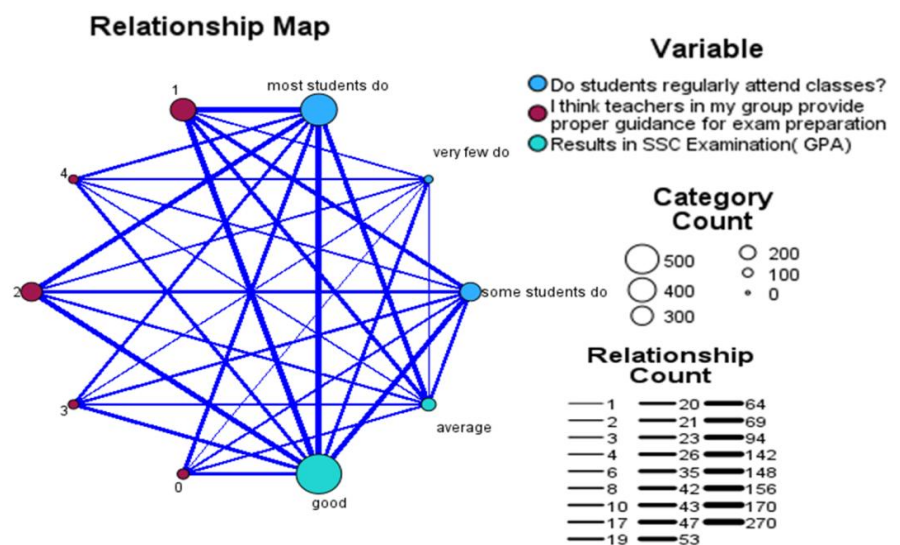 Relationship Map
Variable
Do students regularly attend classes?
I think teachers in my group provide
proper guidance for exam preparation
Results in SSC Examination( GPA)
1
most students do
4
very few do
2
some students do
3
average
0
good
Category
Count
500
400
300
200
100
0
Relationship
Count
1 20 64
2 21 69
3 23 94
4 26 142
6 35 148
8 42 156
10 43 170
17 47 270
19 53